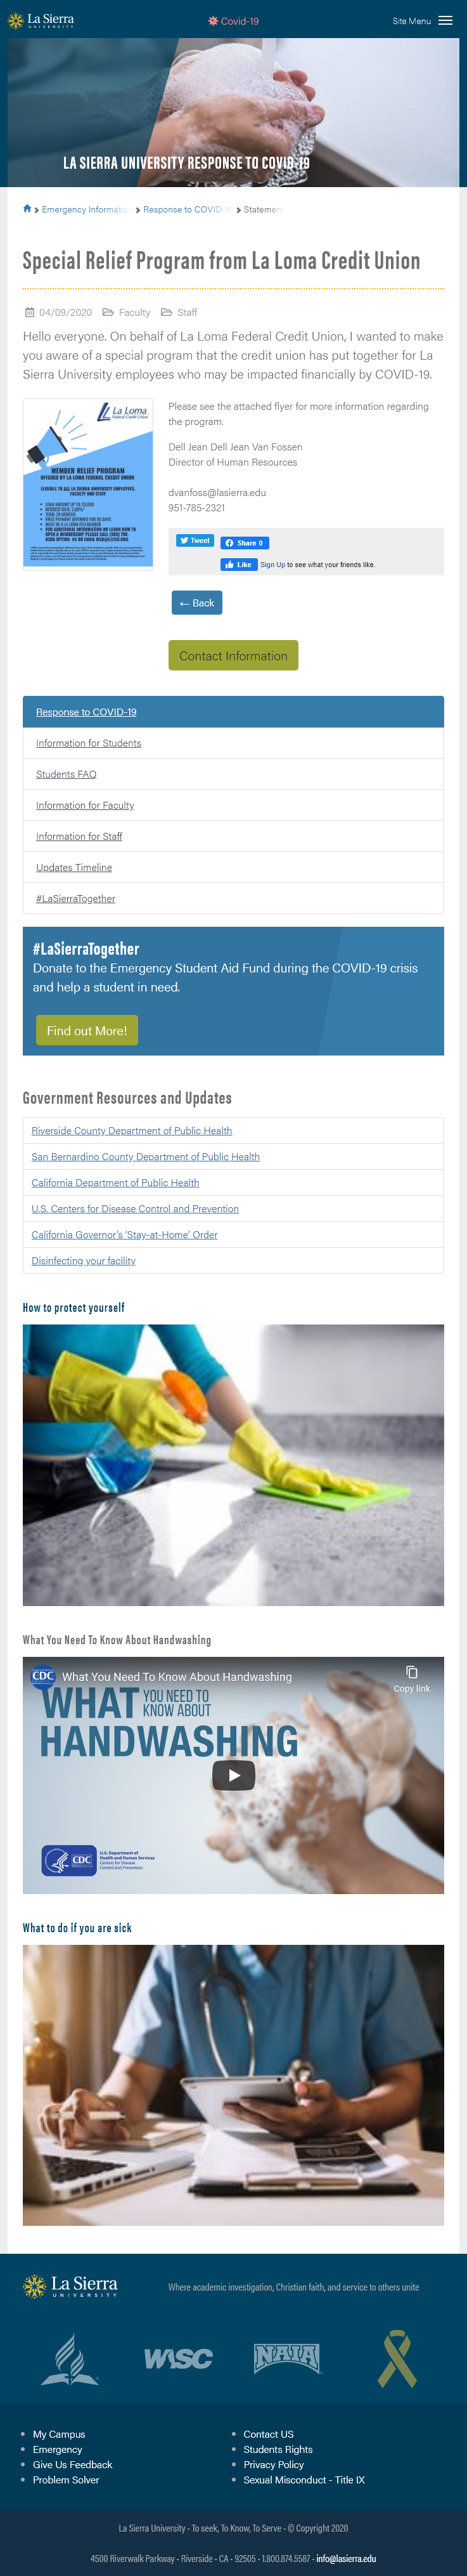 La Sierra
UNIVERSITY
Covid-19
Site Menu
LA SIERRA UNIVERSITY RESPONSE TO COVID-19
Emergency Information
Response to COVID-1
Statemen
Special Relief Program from La Loma Credit Union
04/09/2020 Faculty Staff
Hello everyone. On behalf of La Loma Federal Credit Union, I wanted to make
you aware of a special program that the credit union has put together for La
Sierra University employees who may be impacted financially by COVID-19.
La Loma
Federal Credit Union
MEMBER RELIEF PROGRAM
OFFERED BY LA LOMA FEDERAL CREDIT UNION
ELIGIBLE TO ALL LA SIERRA UNIVERSITY EMPLOYEES,
FACULTY AND STAFF
Please see the attached flyer for more information regarding
the program.
Dell Jean Dell Jean Van Fossen
Director of Human Resources
dvanfoss@lasierra.edu
951-785-2321
Tweet
Share 0
Like Sign Up to see what your friends like.
← Back
Contact Information
Response to COVID-19
Information for Students
Students FAQ
Information for Faculty
Information for Staff
Updates Timeline
#LaSierraTogether
#LaSierraTogether
Donate to the Emergency Student Aid Fund during the COVID-19 crisis
and help a student in need.
Find out More!
Government Resources and Updates
Riverside County Department of Public Health
San Bernardino County Department of Public Health
California Department of Public Health
U.S. Centers for Disease Control and Prevention
California Governor's 'Stay-at-Home' Order
Disinfecting your facility
How to protect yourself
What You Need To Know About Handwashing
CDC What You Need To Know About Handwashing
Copy link
WHAT YOU NEED TO KNOW ABOUT
HANDWASHING
CDC
U.S. Department of
Health and Human Services
Centers for Disease
Control and Prevention
What to do if you are sick
La Sierra
UNIVERSITY
Where academic investigation, Christian faith, and service to others unite
WASC
NAIA
My Campus
Emergency
Give Us Feedback
Problem Solver
Contact US
Students Rights
Privacy Policy
Sexual Misconduct - Title IX
La Sierra University • To seek, To Know, To Serve • © Copyright 2020
4500 Riverwalk Parkway • Riverside • CA • 92505 • 1.800.874.5587 • info@lasierra.edu